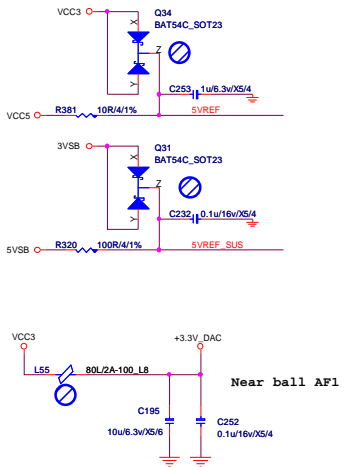 VCC3
Q34
BAT54C_SOT23
X
Z
Y
C253 1u/6.3v/X5/4
VCC5 R381 10R/4/1% 5VREF
3VSB
Q31
BAT54C_SOT23
X
Z
Y
C232 0.1u/16v/X5/4
5VSB R320 100R/4/1% 5VREF_SUS
VCC3 +3.3V_DAC
L55 80L/2A-100_L8
Near ball AF1
C195 C252
10u/6.3v/X5/6 0.1u/16v/X5/4